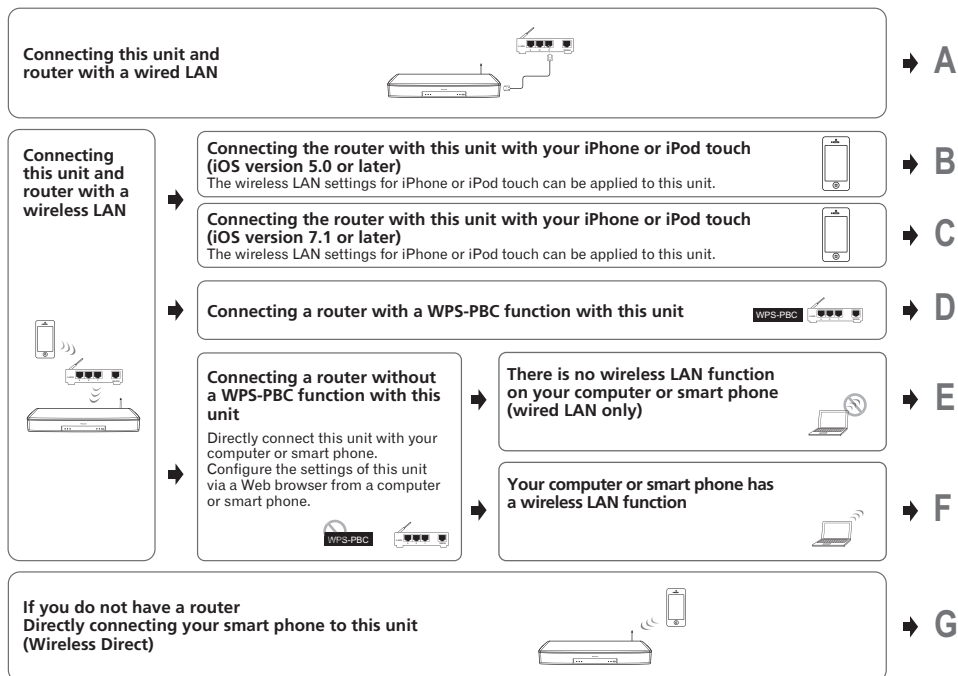 Connecting this unit and
router with a wired LAN
A
Connecting
this unit and
router with a
wireless LAN
Connecting the router with this unit with your iPhone or iPod touch
(iOS version 5.0 or later)
The wireless LAN settings for iPhone or iPod touch can be applied to this unit.
B
Connecting the router with this unit with your iPhone or iPod touch
(iOS version 7.1 or later)
The wireless LAN settings for iPhone or iPod touch can be applied to this unit.
C
Connecting a router with a WPS-PBC function with this unit
WPS-PBC
D
Connecting a router without
a WPS-PBC function with this
unit
Directly connect this unit with your
computer or smart phone.
Configure the settings of this unit
via a Web browser from a computer
or smart phone.
WPS-PBC
There is no wireless LAN function
on your computer or smart phone
(wired LAN only)
E
Your computer or smart phone has
a wireless LAN function
F
If you do not have a router
Directly connecting your smart phone to this unit
(Wireless Direct)
G